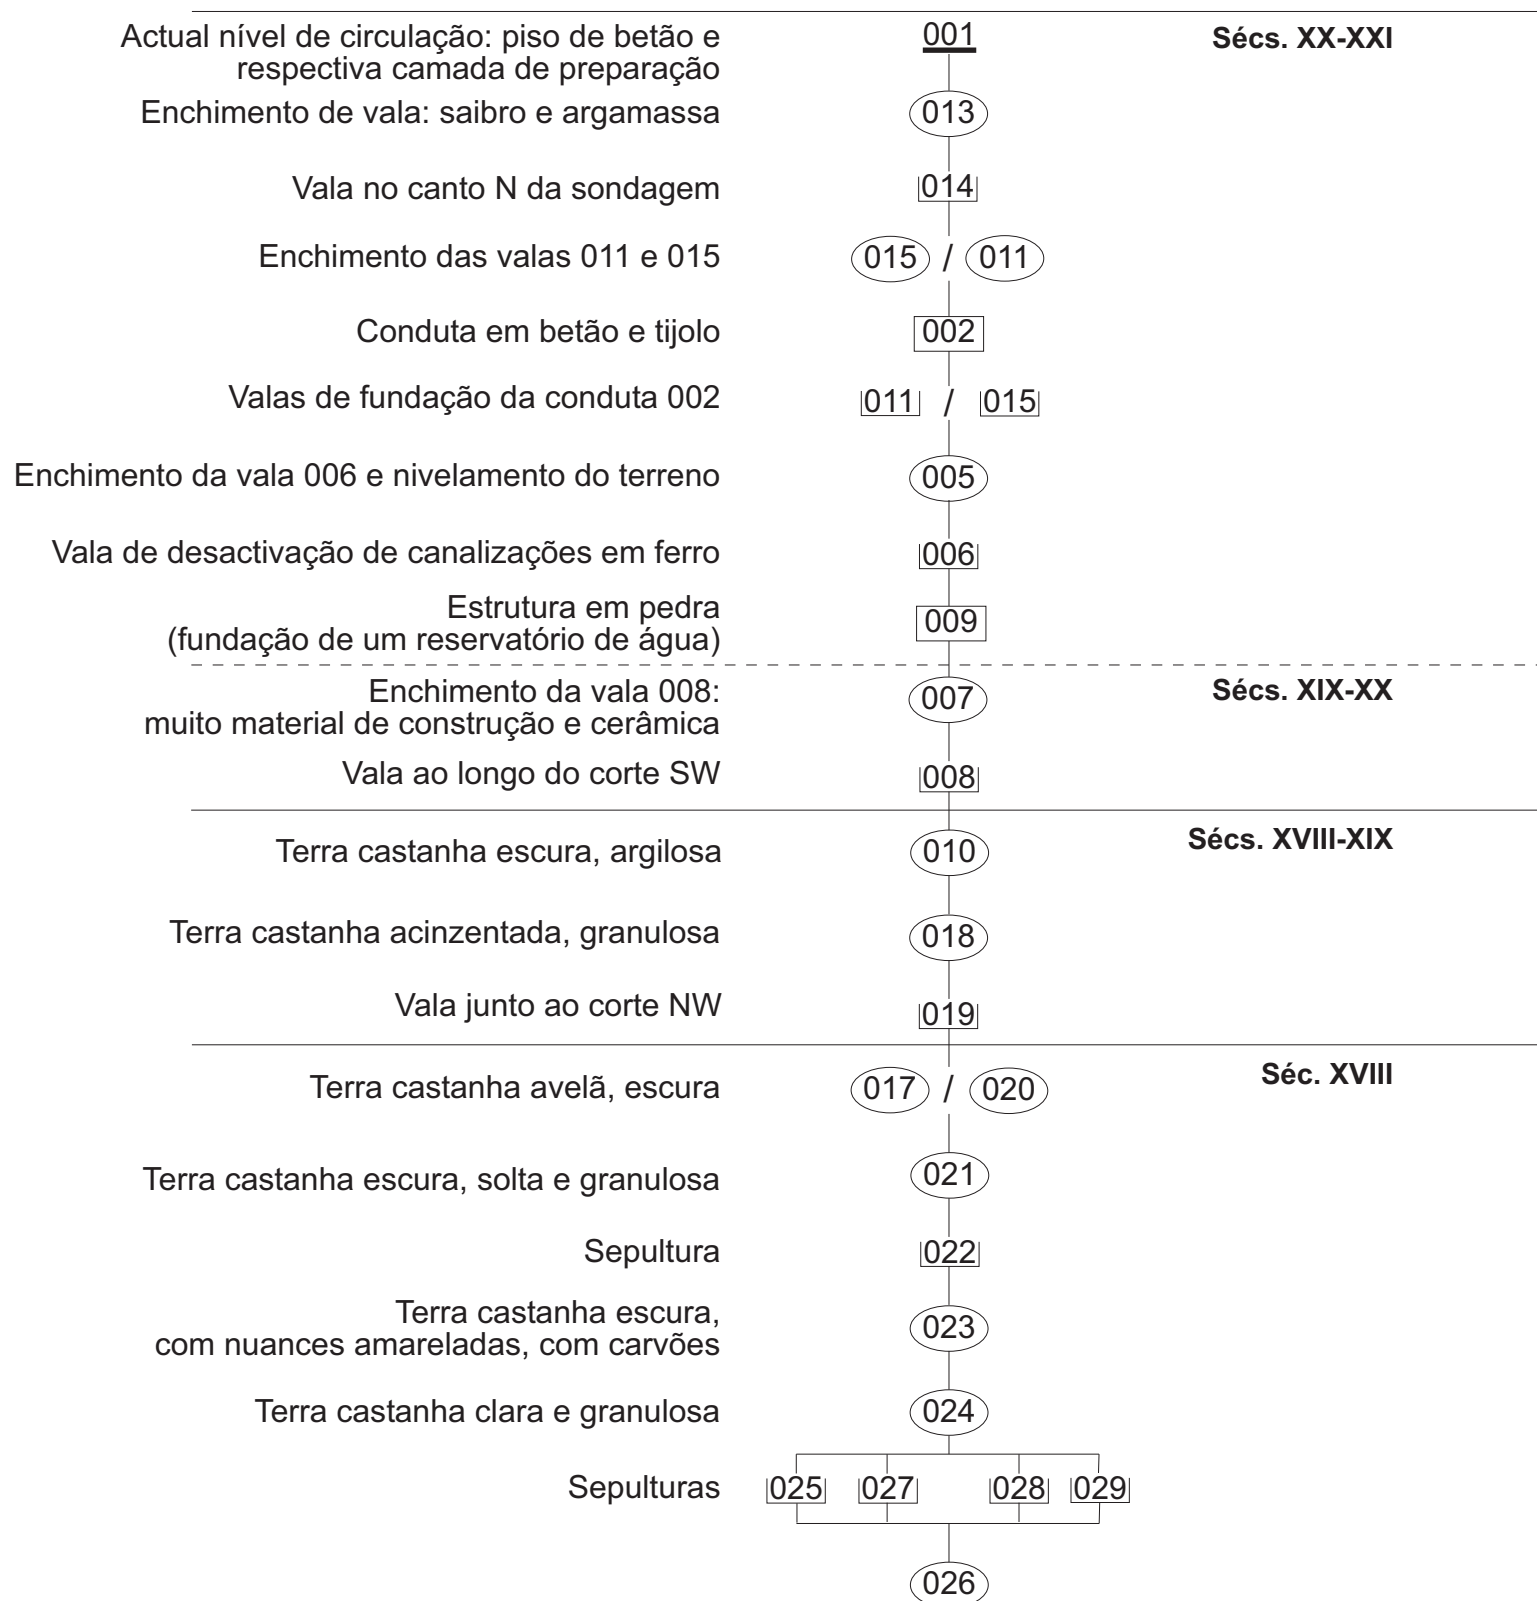 Actual nível de circulação: piso de betão e 001 Sécs. XX-XXI
respectiva camada de preparação
Enchimento de vala: saibro e argamassa 013
Vala no canto N da sondagem 014
Enchimento das valas 011 e 015 015 / 011
Conduta em betão e tijolo 002
Valas de fundação da conduta 002 011 / 015
Enchimento da vala 006 e nivelamento do terreno 005
Vala de desactivação de canalizações em ferro 006
Estrutura em pedra 009
(fundação de um reservatório de água)
Enchimento da vala 008: 007 Sécs. XIX-XX
muito material de construção e cerâmica
Vala ao longo do corte SW 008
Terra castanha escura, argilosa 010 Sécs. XVIII-XIX
Terra castanha acinzentada, granulosa 018
Vala junto ao corte NW 019
Terra castanha avelã, escura 017 / 020 Séc. XVIII
Terra castanha escura, solta e granulosa 021
Sepultura 022
Terra castanha escura, 023
com nuances amareladas, com carvões
Terra castanha clara e granulosa 024
Sepulturas 025 027 028 029
026